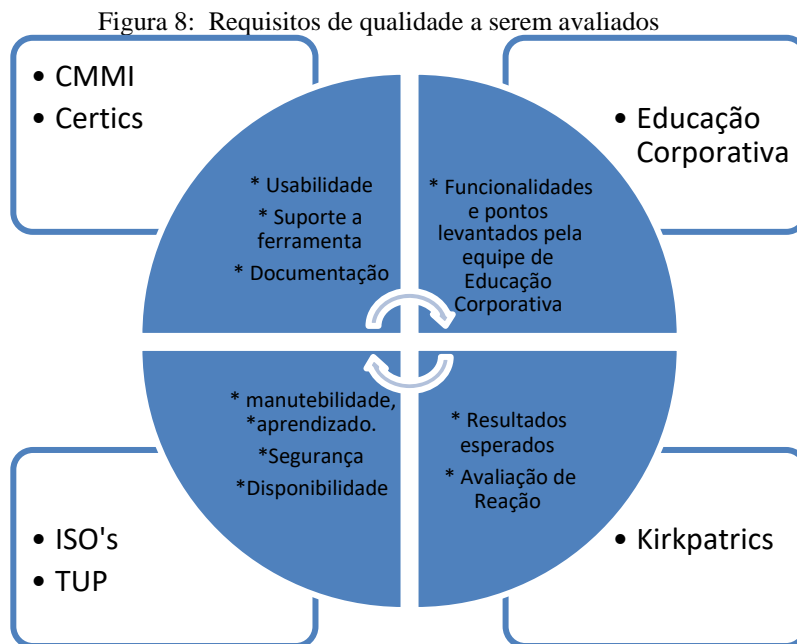 Figura 8: Requisitos de qualidade a serem avaliados
• CMMI
• Certics
• Educação
Corporativa
* Usabilidade
* Suporte a
ferramenta
* Documentação
* Funcionalidades
e pontos
levantados pela
equipe de
Educação
Corporativa
* manutebilidade,
*aprendizado.
*Segurança
*Disponibilidade
* Resultados
esperados
* Avaliação de
Reação
• ISO's
• TUP
• Kirkpatrics